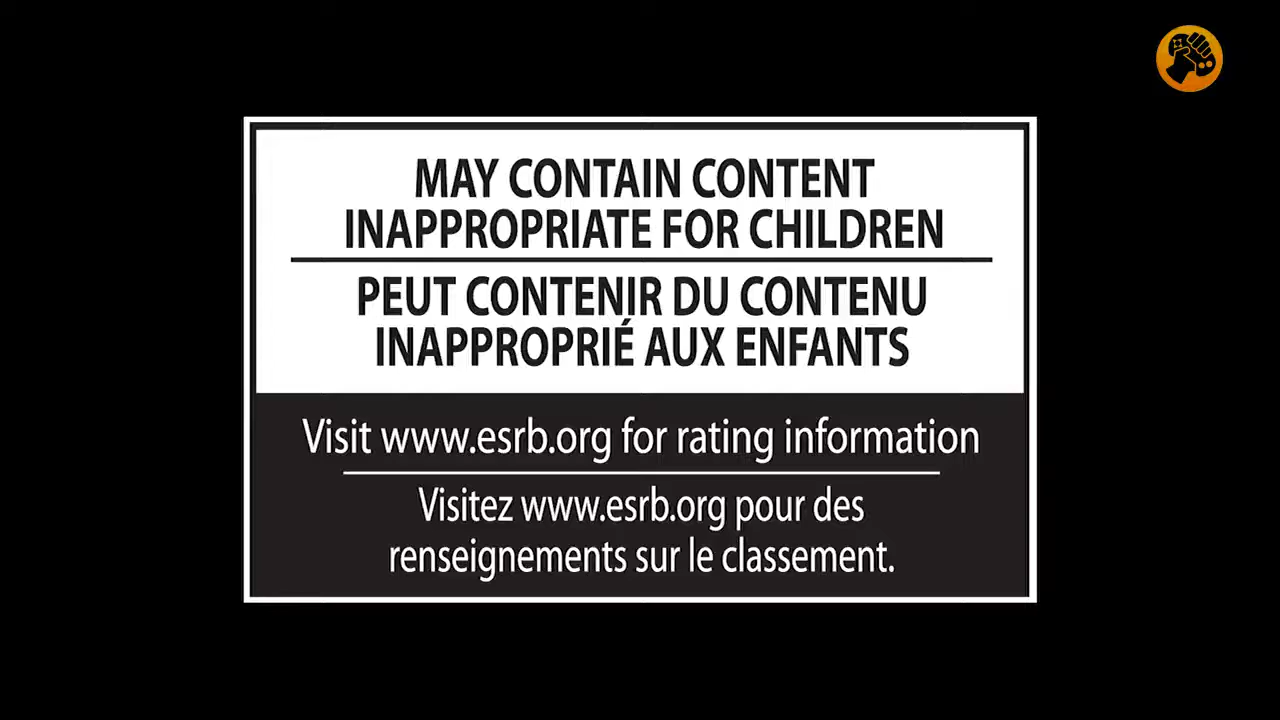 MAY CONTAIN CONTENT
INAPPROPRIATE FOR CHILDREN
PEUT CONTENIR DU CONTENU
INAPPROPRIÉ AUX ENFANTS
Visit www.esrb.org for rating information
Visitez www.esrb.org pour des
renseignements sur le classement.